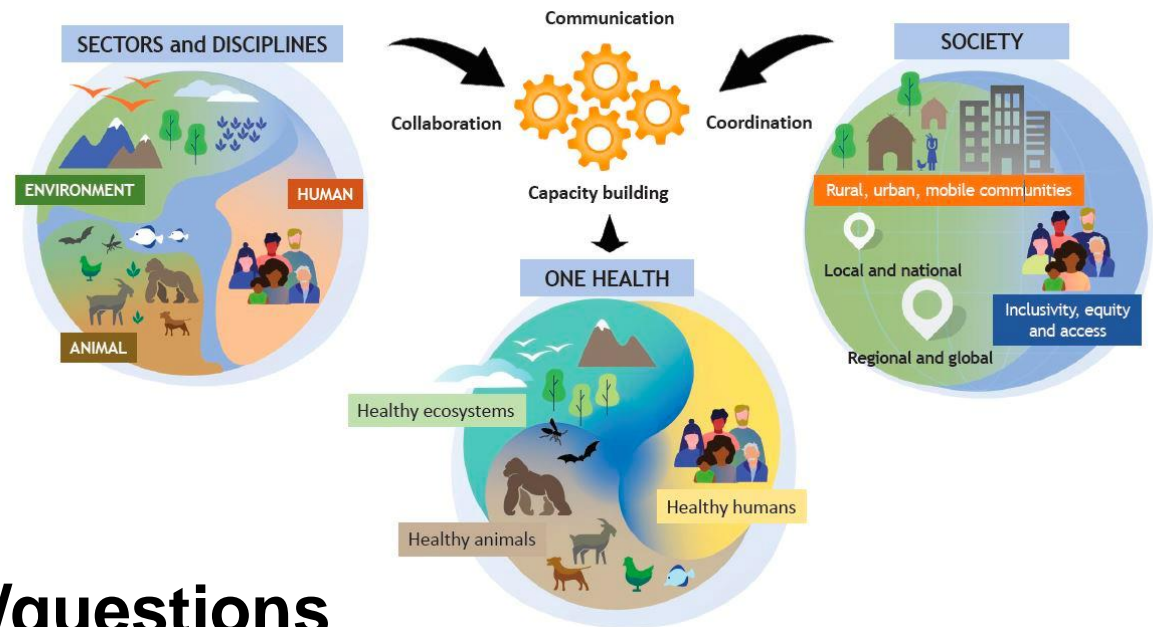 Communication
SECTORS and DISCIPLINES
SOCIETY
Collaboration
Coordination
ENVIRONMENT
HUMAN
Capacity building
Rural, urban, mobile communities
Local and national
ONE HEALTH
Inclusivity, equity
and access
ANIMAL
Regional and global
Healthy ecosystems
Healthy humans
Healthy animals
/questions